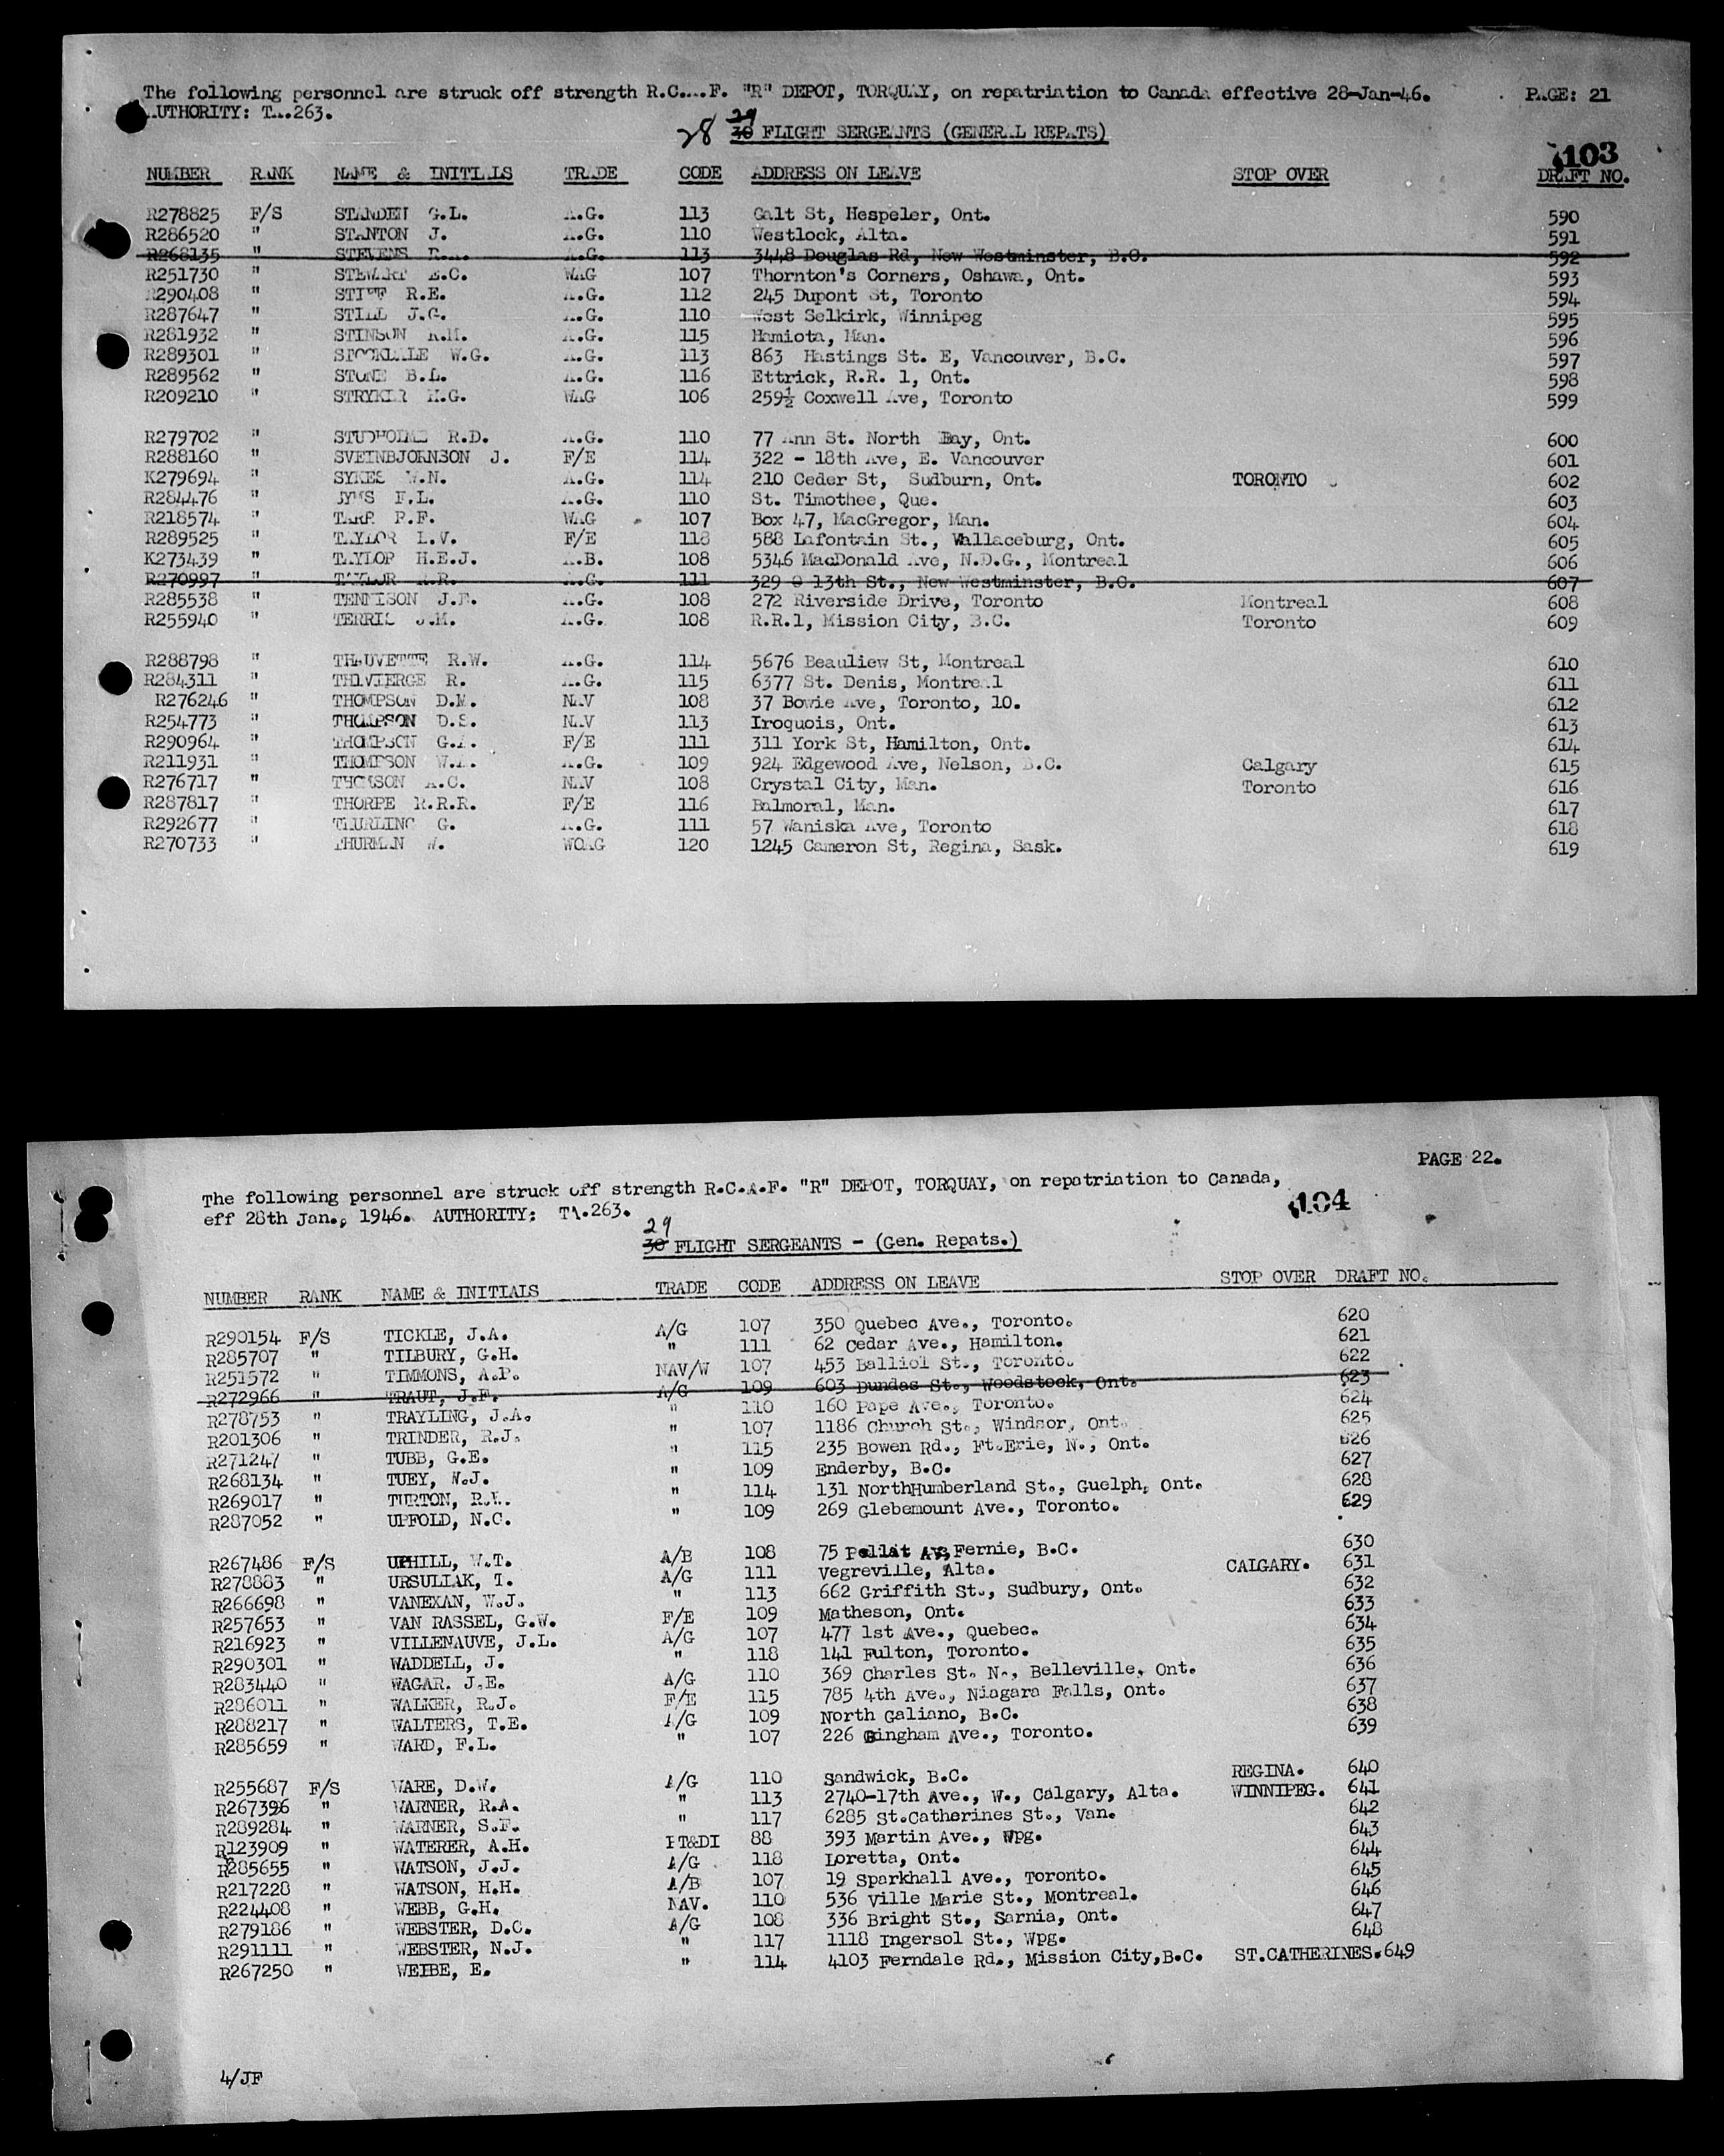 The following personnel are struck off strength R.C.A.F. "R" DEPOT, TORQUAY, on repatriation to Canada effective 28-Jan-46. PAGE: 21
AUTHORITY: TA.263.
28 29 30 FLIGHT SERGEANTS (GENERAL REPATS)
103
NUMBER RANK NAME & INITIALS TRADE CODE ADDRESS ON LEAVE STOP OVER DRAFT NO.
R278825 F/S STANDEN G.L. A.G. 113 Galt St, Hespeler, Ont. 590
R286520 " STANTON J. A.G. 110 Westlock, Alta. 591
R268135 " STEVENS A.G. 113 3448 Douglas Rd, New Westminster, B.C. 592
R251730 " STEWART E.C. WAG 107 Thornton's Corners, Oshawa, Ont. 593
R290408 " STIFF R.E. A.G. 112 245 Dupont St, Toronto 594
R287647 " STILL J.G. A.G. 110 West Selkirk, Winnipeg 595
R281932 " STINSON R.M. A.G. 115 Hamiota, Man. 596
R289301 " STOCKDALE W.G. A.G. 113 863 Hastings St. E, Vancouver, B.C. 597
R289562 " STONE B.L. A.G. 116 Ettrick, R.R. 1, Ont. 598
R209210 " STRYKER H.G. WAG 106 259½ Coxwell Ave, Toronto 599
R279702 " STUDHOLME R.D. A.G. 110 77 Ann St. North Bay, Ont. 600
R288160 " SVEINBJORNSON J. F/E 114 322 - 18th Ave, E. Vancouver 601
K279694 " SYKES W.N. A.G. 114 210 Ceder St, Sudburn, Ont. TORONTO 602
R284476 " SYMS F.L. A.G. 110 St. Timothee, Que. 603
R218574 " TARR P.F. WAG 107 Box 47, MacGregor, Man. 604
R289525 " TAYLOR L.V. F/E 118 588 Lafontain St., Wallaceburg, Ont. 605
K273439 " TAYLOR H.E.J. A.B. 108 5346 MacDonald Ave, N.D.G., Montreal 606
R270997 " TAYLOR A.G. 111 329 13th St., New Westminster, B.C. 607
R285538 " TENNISON J.F. A.G. 108 272 Riverside Drive, Toronto Montreal 608
R255940 " TERRIS J.M. A.G. 108 R.R.1, Mission City, B.C. Toronto 609
R288798 " THAUVETTE R.W. A.G. 114 5676 Beauliew St, Montreal 610
R284311 " THIVIERGE R. A.G. 115 6377 St. Denis, Montreal 611
R276246 " THOMPSON D.M. NAV 108 37 Bowie Ave, Toronto, 10. 612
R254773 " THOMPSON D.S. NAV 113 Iroquois, Ont. 613
R290964 " THOMPSON G.A. F/E 111 311 York St, Hamilton, Ont. 614
R211931 " THOMPSON W.A. A.G. 109 924 Edgewood Ave, Nelson, B.C. Calgary 615
R276717 " THOMSON A.C. NAV 108 Crystal City, Man. Toronto 616
R287817 " THORPE R.R.R. F/E 116 Balmoral, Man. 617
R292677 " THURLING G. A.G. 111 57 Waniska Ave, Toronto 618
R270733 " THURMAN W. WOAG 120 1245 Cameron St, Regina, Sask. 619
PAGE 22.
The following personnel are struck off strength R.C.A.F. "R" DEPOT, TORQUAY, on repatriation to Canada,
eff 28th Jan., 1946. AUTHORITY: TA.263.
104
29 30 FLIGHT SERGEANTS - (Gen. Repats.)
NUMBER RANK NAME & INITIALS TRADE CODE ADDRESS ON LEAVE STOP OVER DRAFT NO.
R290154 F/S TICKLE, J.A. A/G 107 350 Quebec Ave., Toronto. 620
R285707 " TILBURY, G.H. " 111 62 Cedar Ave., Hamilton. 621
R251572 " TIMMONS, A.P. NAV/W 107 453 Balliol St., Toronto. 622
R272966 " TRAUT, J.F. A/G 109 603 Dundas St., Woodstock, Ont. 623
R278753 " TRAYLING, J.A. " 110 160 Pape Ave., Toronto. 624
R201306 " TRINDER, R.J. " 107 1186 Church St., Windsor, Ont. 625
R271247 " TUBB, G.E. " 115 235 Bowen Rd., Ft.Erie, N., Ont. 626
R268134 " TUEY, W.J. " 109 Enderby, B.C. 627
R269017 " TURTON, " 114 131 NorthHumberland St., Guelph, Ont. 628
R287052 " UPFOLD, N.C. " 109 269 Glebemount Ave., Toronto. 629
R267486 F/S UPHILL, W.T. A/B 108 75 Pellat Av, Fernie, B.C. 630
R278883 " URSULIAK, I. A/G 111 Vegreville, Alta. CALGARY. 631
R266698 " VANEXAN, W.J. " 113 662 Griffith St., Sudbury, Ont. 632
R257653 " VAN RASSEL, G.W. F/E 109 Matheson, Ont. 633
R216923 " VILLENAUVE, J.L. A/G 107 477 1st Ave., Quebec. 634
R290301 " WADDELL, J. " 118 141 Fulton, Toronto. 635
R283440 " WAGAR. J.E. A/G 110 369 Charles St. N., Belleville, Ont. 636
R286011 " WALKER, R.J. F/E 115 785 4th Ave., Niagara Falls, Ont. 637
R288217 " WALTERS, T.E. A/G 109 North Galiano, B.C. 638
R285659 " WARD, F.L. " 107 226 Bingham Ave., Toronto. 639
R255687 F/S WARE, D.W. A/G 110 Sandwick, B.C. REGINA. 640
R267396 " WARNER, R.A. " 113 2740-17th Ave., W., Calgary, Alta. WINNIPEG. 641
R289284 " WARNER, S.F. " 117 6285 St.Catherines St., Van. 642
R123909 " WATERER, A.H. PT&DI 88 393 Martin Ave., Wpg. 643
R285655 " WATSON, J.J. A/G 118 Loretta, Ont. 644
R217228 " WATSON, H.H. A/B 107 19 Sparkhall Ave., Toronto. 645
R224408 " WEBB, G.H. NAV. 110 536 Ville Marie St., Montreal. 646
R279186 " WEBSTER, D.C. A/G 108 336 Bright St., Sarnia, Ont. 647
R291111 " WEBSTER, N.J. " 117 1118 Ingersol St., Wpg. 648
R267250 " WEIBE, E. " 114 4103 Ferndale Rd., Mission City,B.C. ST.CATHERINES. 649
4/JF